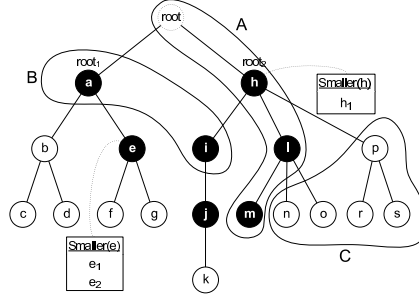 root
A
root₁
root₂
B
a
h
Smaller(h)
h₁
b
e
i
l
p
c
d
f
g
j
m
n
o
r
s
Smaller(e)
e₁
e₂
k
C